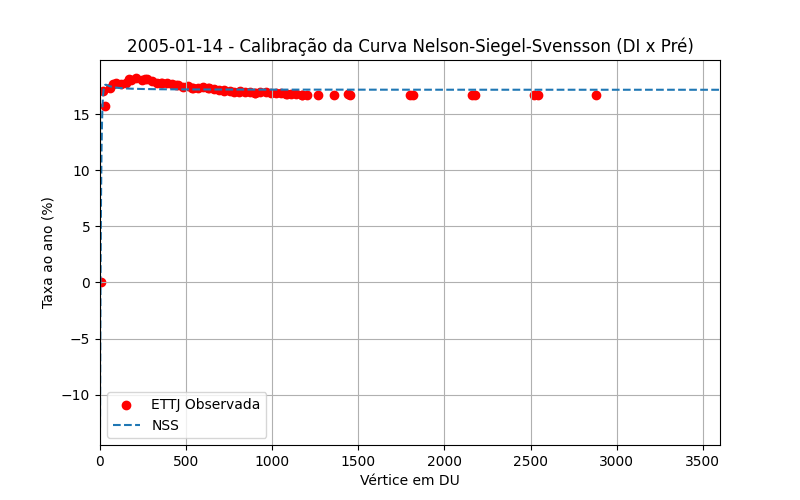 2005-01-14 - Calibração da Curva Nelson-Siegel-Svensson (DI x Pré)
Taxa ao ano (%)
15
10
5
0
−5
−10
ETTJ Observada
NSS
0 500 1000 1500 2000 2500 3000 3500
Vértice em DU